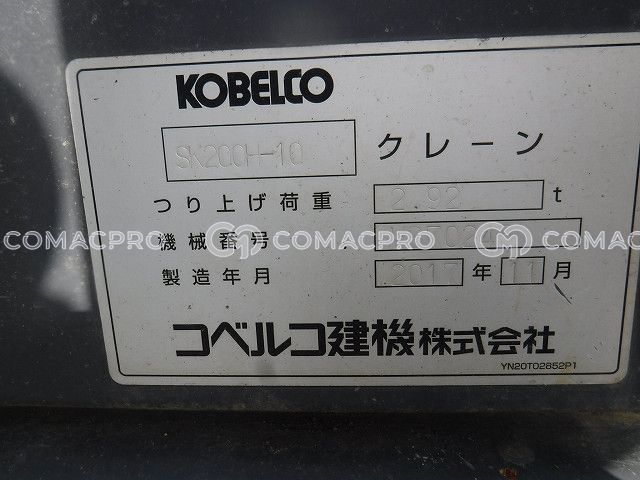 KOBELCO
SK200H-10 クレーン
つり上げ荷重 2.92 t
機械番号
製造年月 2017 年 11 月
コベルコ建機株式会社
YN20T02852P1
COMACPRO COMACPRO COMACPRO